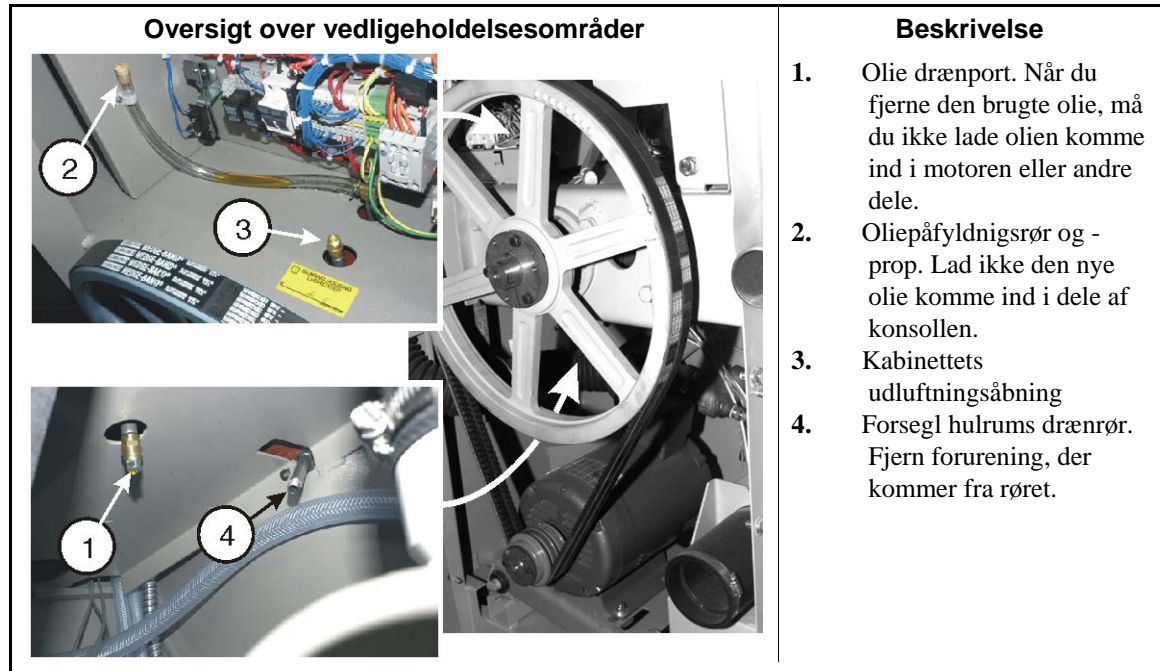 Oversigt over vedligeholdelsesområder
2
3
1
4
Beskrivelse
1. Olie drænport. Når du
fjerne den brugte olie, må
du ikke lade olien komme
ind i motoren eller andre
dele.
2. Oliepåfyldnigsrør og -
prop. Lad ikke den nye
olie komme ind i dele af
konsollen.
3. Kabinettets
udluftningsåbning
4. Forsegl hulrums drænrør.
Fjern forurening, der
kommer fra røret.